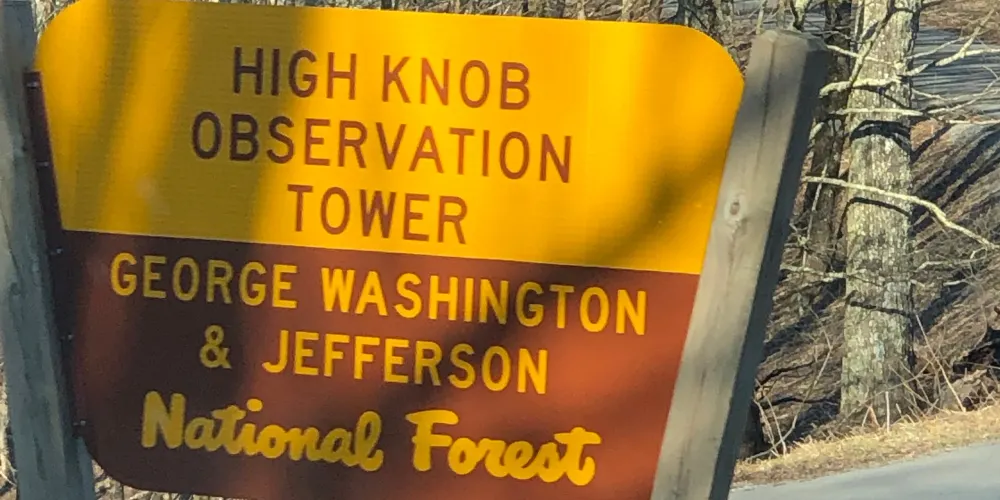 HIGH KNOB
OBSERVATION
TOWER
GEORGE WASHINGTON
& JEFFERSON
National Forest